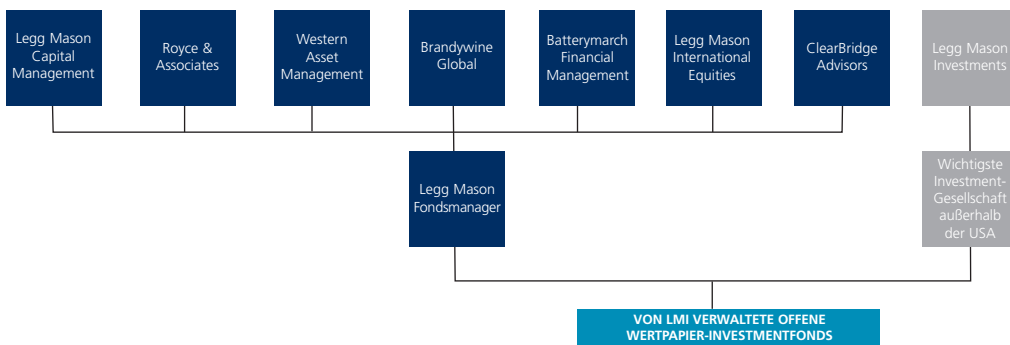 Legg Mason
Capital
Management
Royce &
Associates
Western
Asset
Management
Brandywine
Global
Batterymarch
Financial
Management
Legg Mason
International
Equities
ClearBridge
Advisors
Legg Mason
Investments
Legg Mason
Fondsmanager
Wichtigste
Investment-
Gesellschaft
außerhalb
der USA
VON LMI VERWALTETE OFFENE
WERTPAPIER-INVESTMENTFONDS